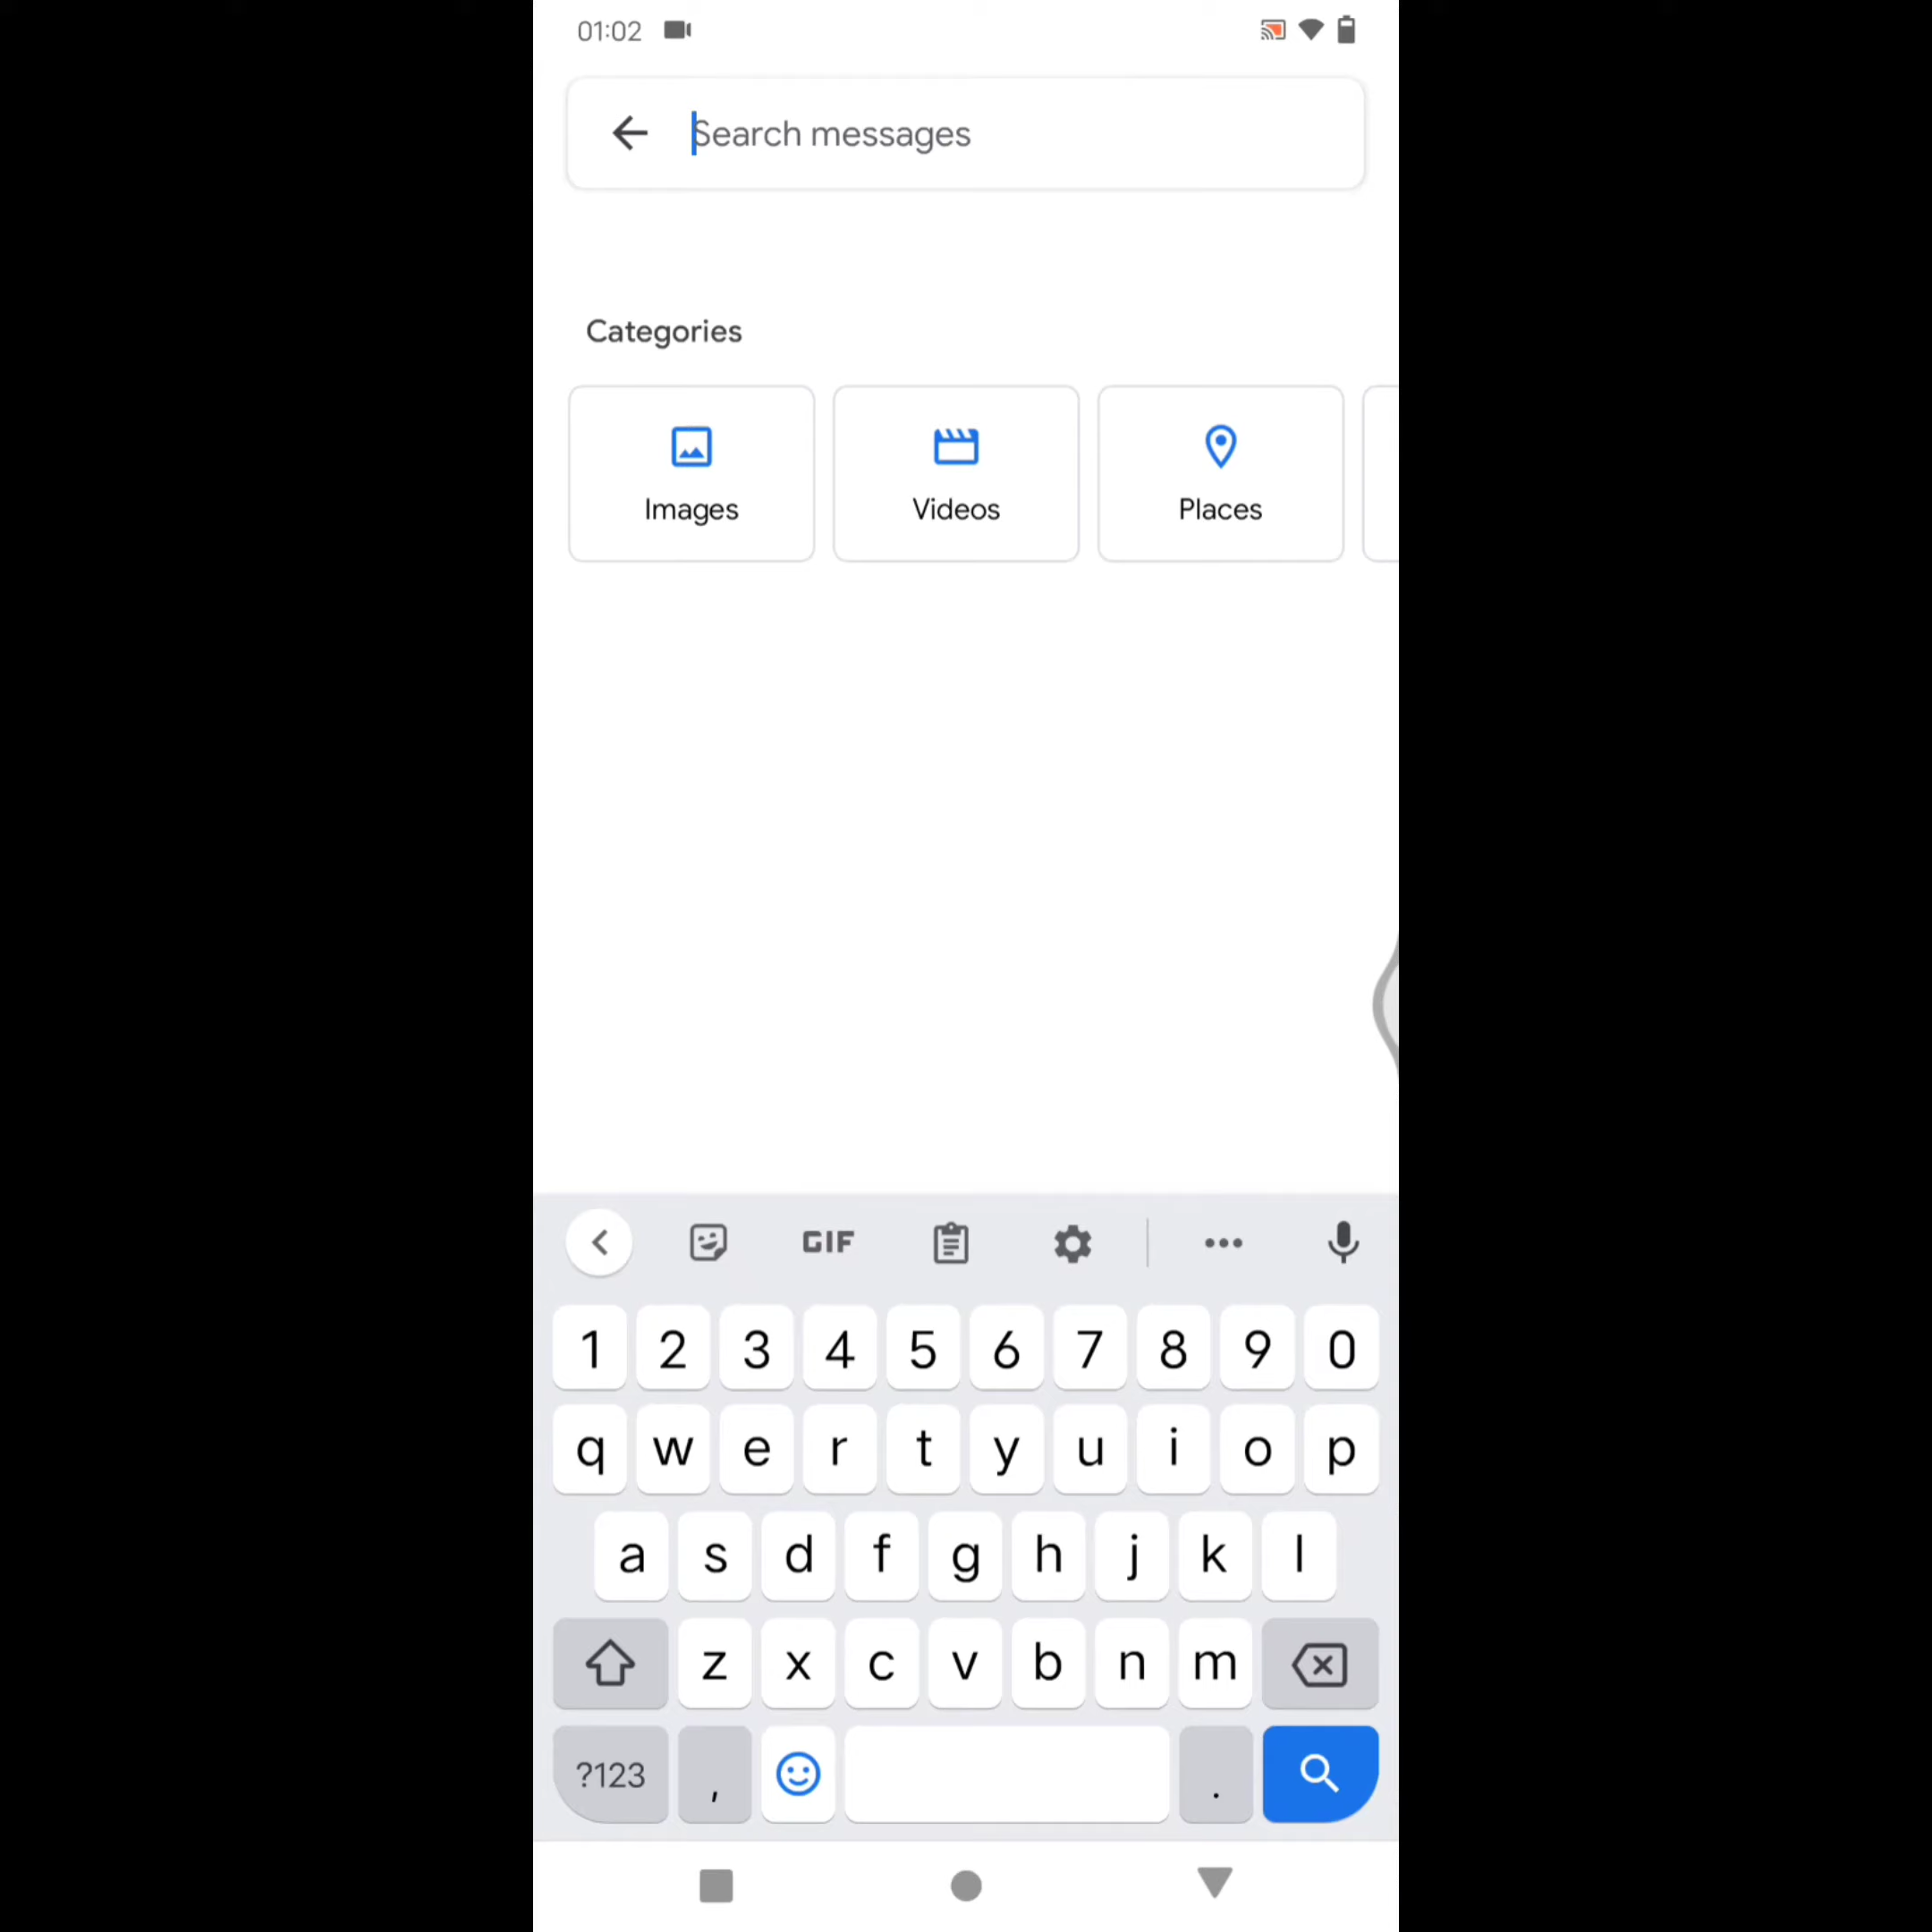 01:02
Search messages
Categories
Images Videos Places
GIF
1 2 3 4 5 6 7 8 9 0
q w e r t y u i o p
a s d f g h j k l
z x c v b n m
?123 , .